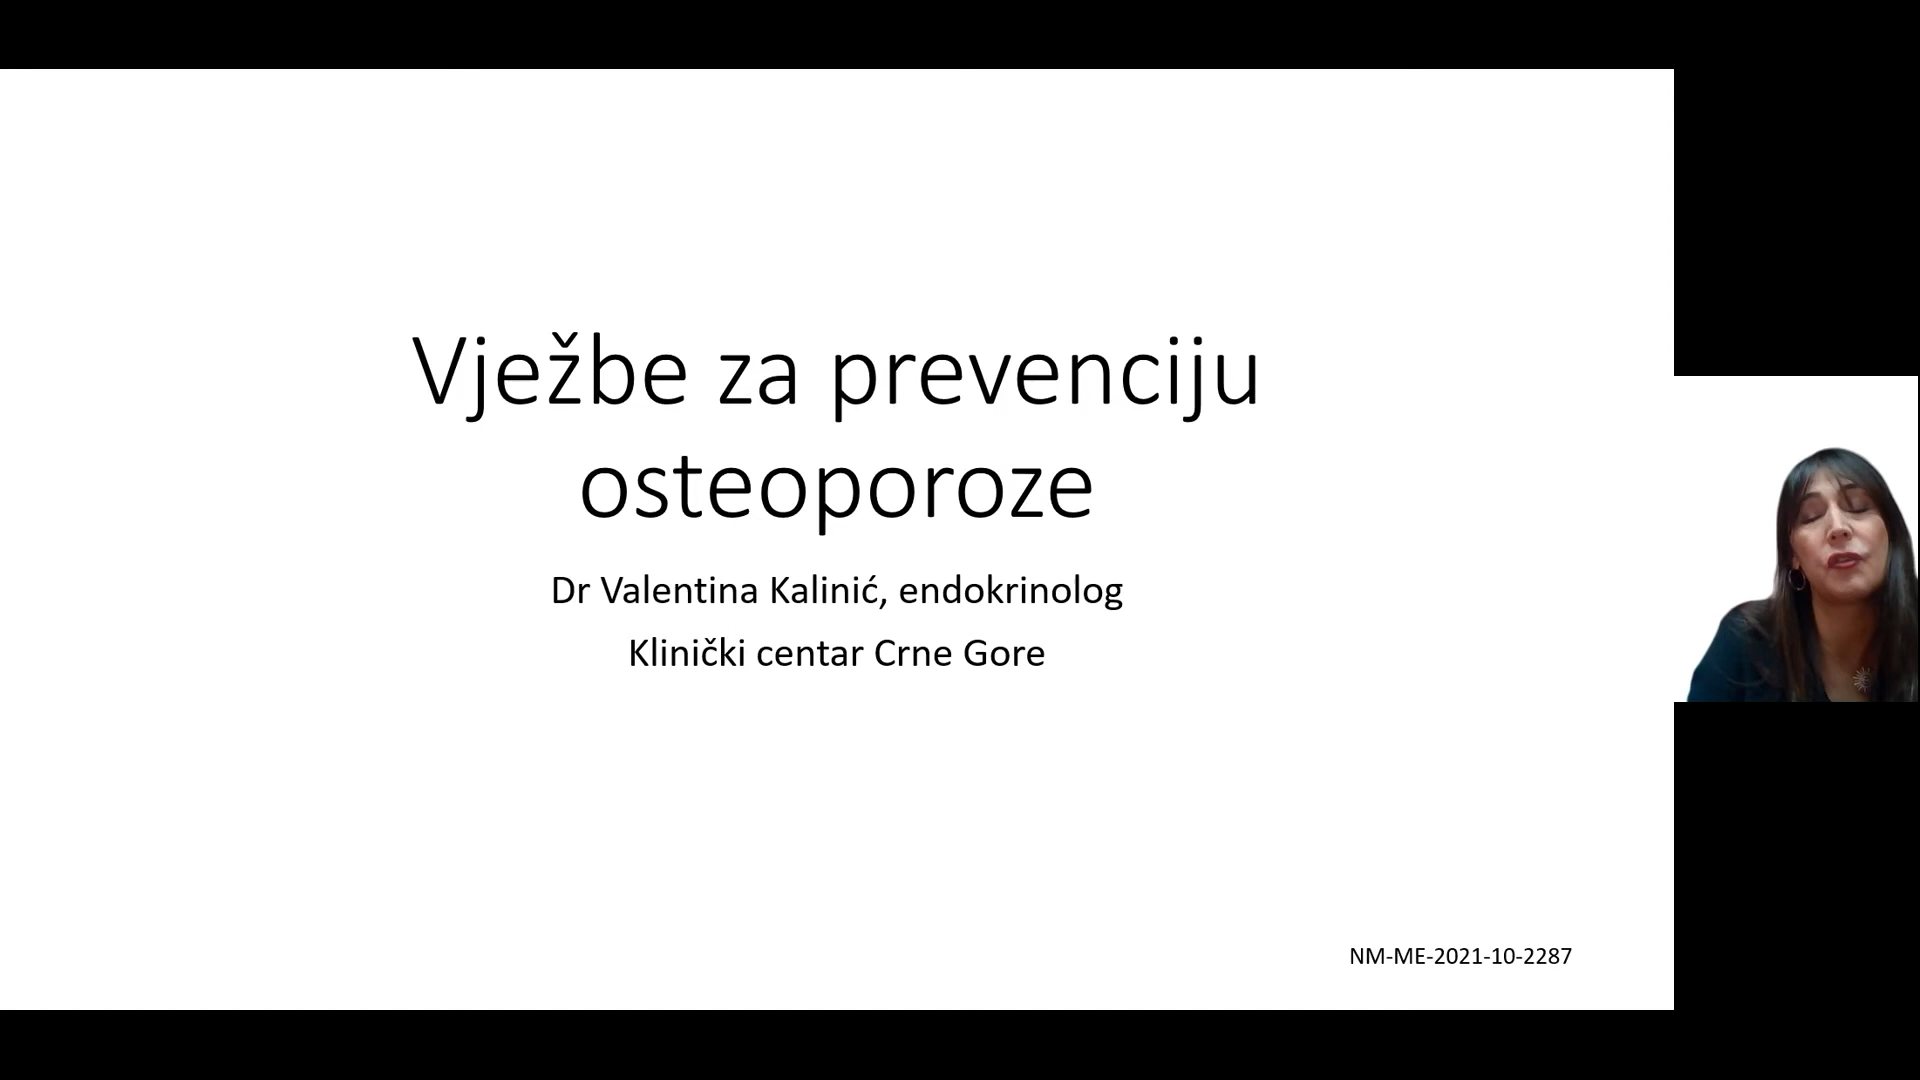 Vježbe za prevenciju
osteoporoze
Dr Valentina Kalinić, endokrinolog
Klinički centar Crne Gore
NM-ME-2021-10-2287